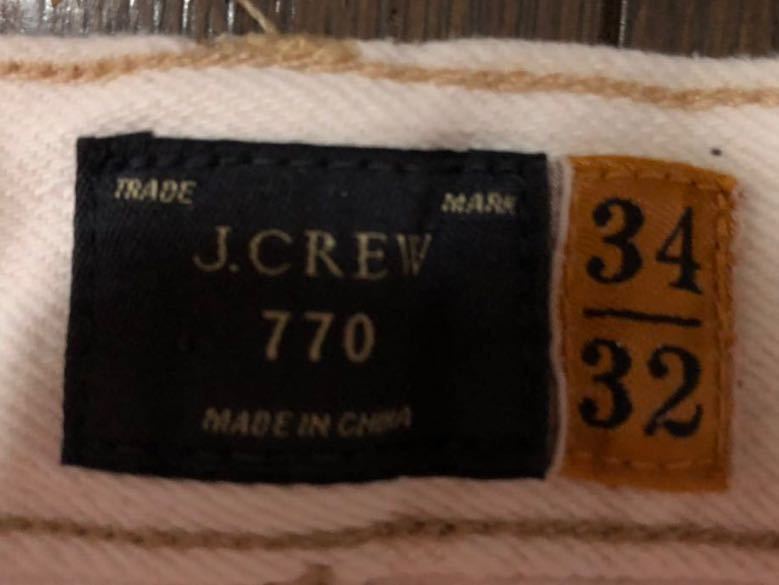 TRADE MARK
J.CREW
770
MADE IN CHINA
34
32